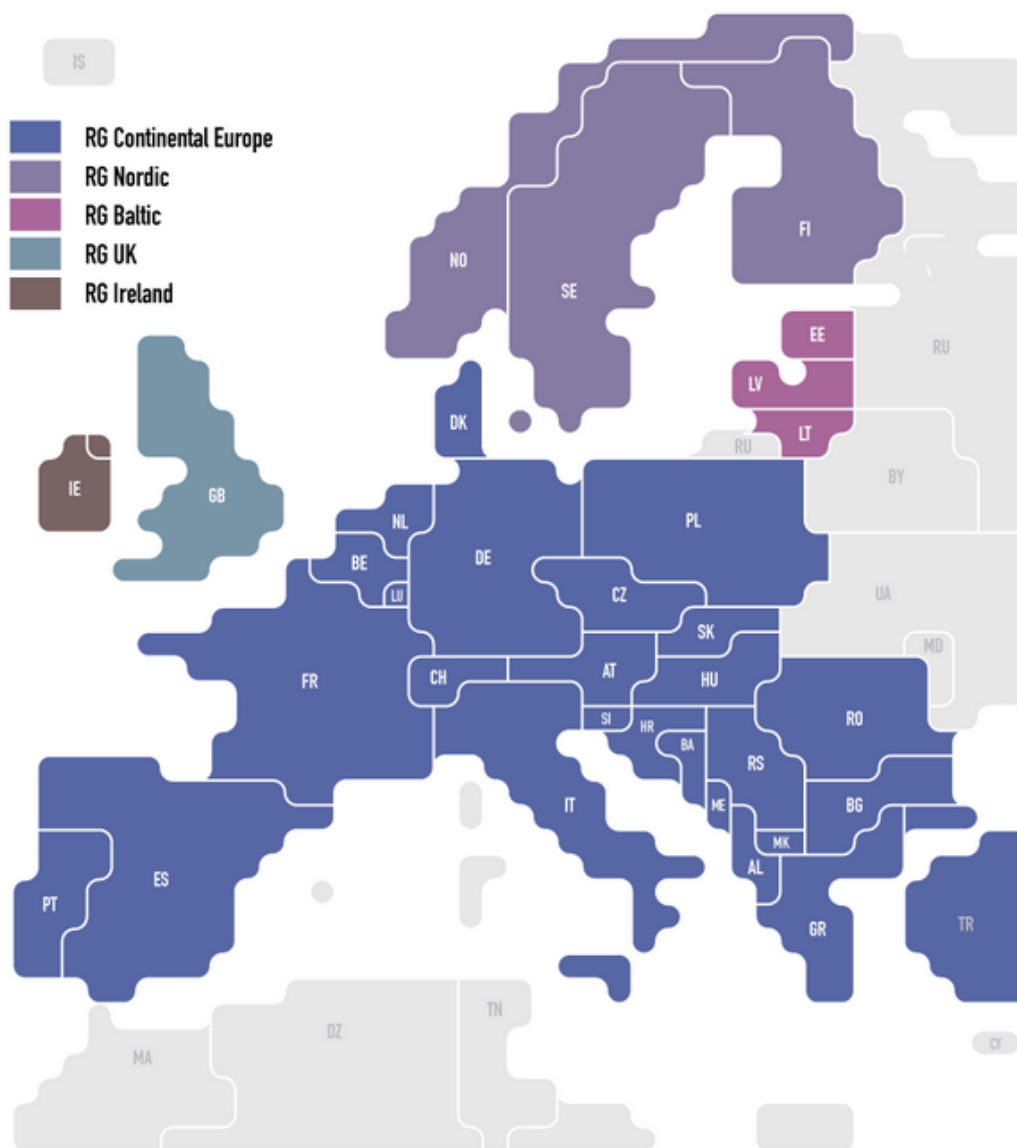 IS
RG Continental Europe
RG Nordic
RG Baltic
RG UK
RG Ireland
FI
NO
SE
EE
RU
LV
DK
LT
RU
BY
IE
GB
NL
PL
DE
BE
CZ
LU
UA
SK
MD
AT
CH
FR
HU
SI
HR
RO
BA
RS
IT
ME
BG
MK
AL
ES
PT
GR
TR
TN
DZ
CY
MA